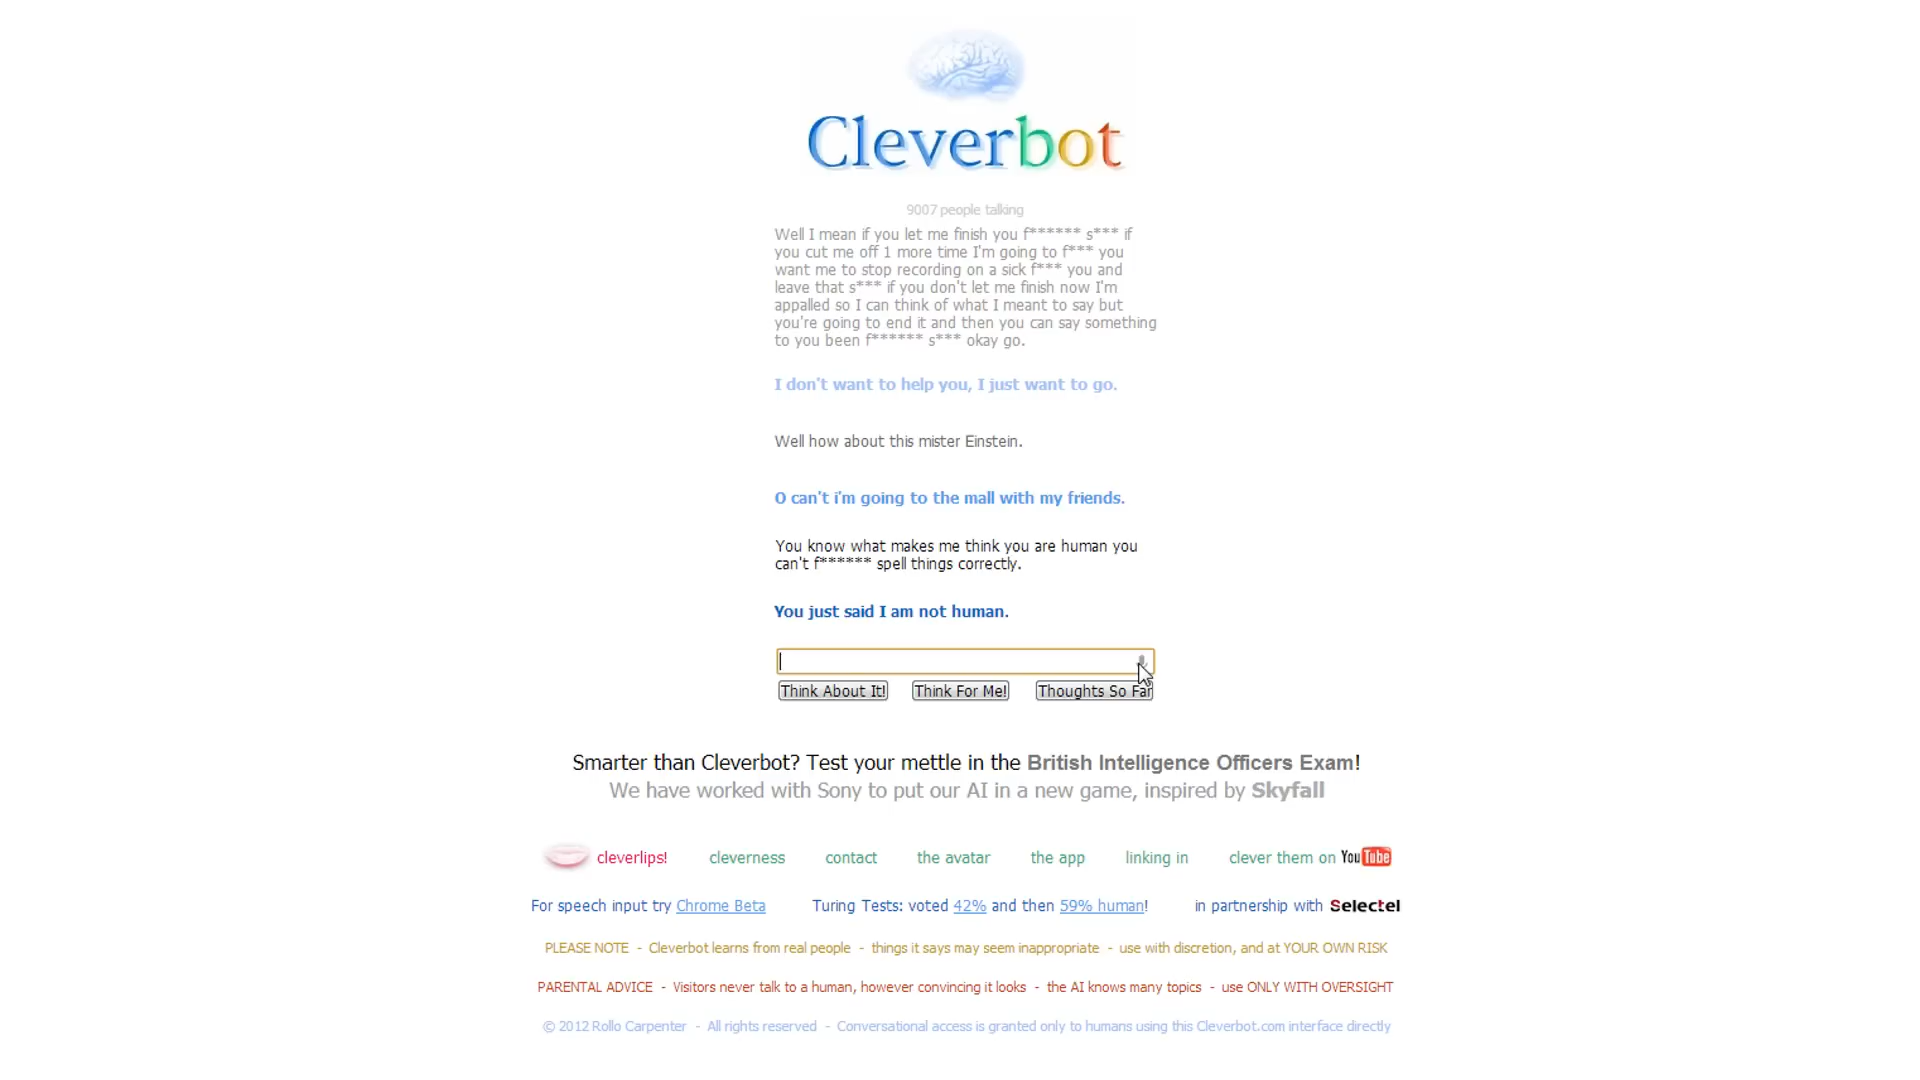 Cleverbot
9007 people talking
Well I mean if you let me finish you f****** s*** if
you cut me off 1 more time I'm going to f*** you
want me to stop recording on a sick f*** you and
leave that s*** if you don't let me finish now I'm
appalled so I can think of what I meant to say but
you're going to end it and then you can say something
to you been f****** s*** okay go.
I don't want to help you, I just want to go.
Well how about this mister Einstein.
O can't i'm going to the mall with my friends.
You know what makes me think you are human you
can't f****** spell things correctly.
You just said I am not human.
Think About It! Think For Me! Thoughts So Far
Smarter than Cleverbot? Test your mettle in the British Intelligence Officers Exam!
We have worked with Sony to put our AI in a new game, inspired by Skyfall
cleverlips! cleverness contact the avatar the app linking in clever them on YouTube
For speech input try Chrome Beta Turing Tests: voted 42% and then 59% human! in partnership with Selectel
PLEASE NOTE - Cleverbot learns from real people - things it says may seem inappropriate - use with discretion, and at YOUR OWN RISK
PARENTAL ADVICE - Visitors never talk to a human, however convincing it looks - the AI knows many topics - use ONLY WITH OVERSIGHT
© 2012 Rollo Carpenter - All rights reserved - Conversational access is granted only to humans using this Cleverbot.com interface directly